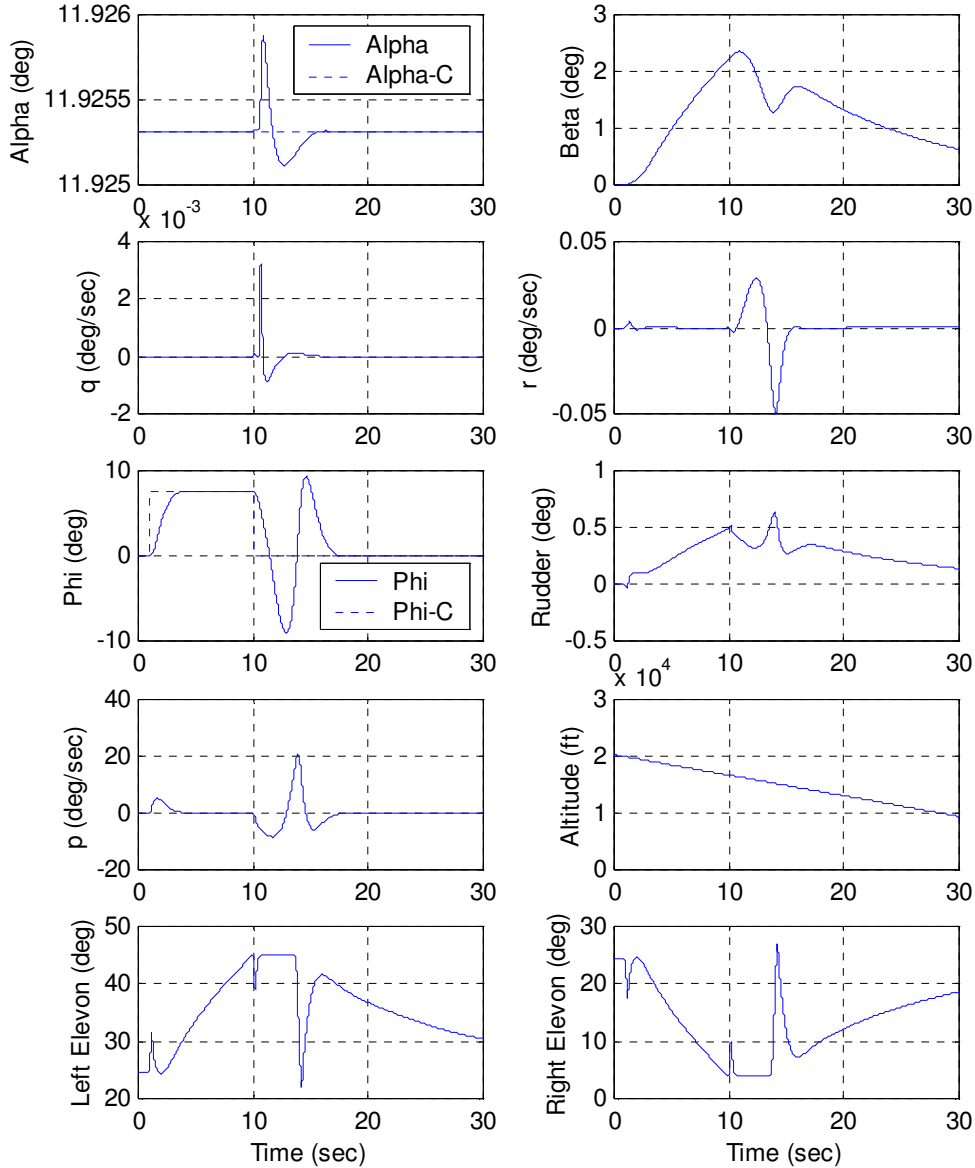 11.926
11.9255
11.925
Alpha (deg)
Alpha
Alpha-C
0 10 20 30
3
2
1
0
Beta (deg)
0 10 20 30
x 10^-3
4
2
0
-2
q (deg/sec)
0 10 20 30
0.05
0
-0.05
r (deg/sec)
0 10 20 30
10
0
-10
Phi (deg)
Phi
Phi-C
0 10 20 30
1
0.5
0
-0.5
Rudder (deg)
0 10 20 30
40
20
0
-20
p (deg/sec)
0 10 20 30
x 10^4
3
2
1
0
Altitude (ft)
0 10 20 30
50
40
30
20
Left Elevon (deg)
0 10 20 30
Time (sec)
30
20
10
0
Right Elevon (deg)
0 10 20 30
Time (sec)